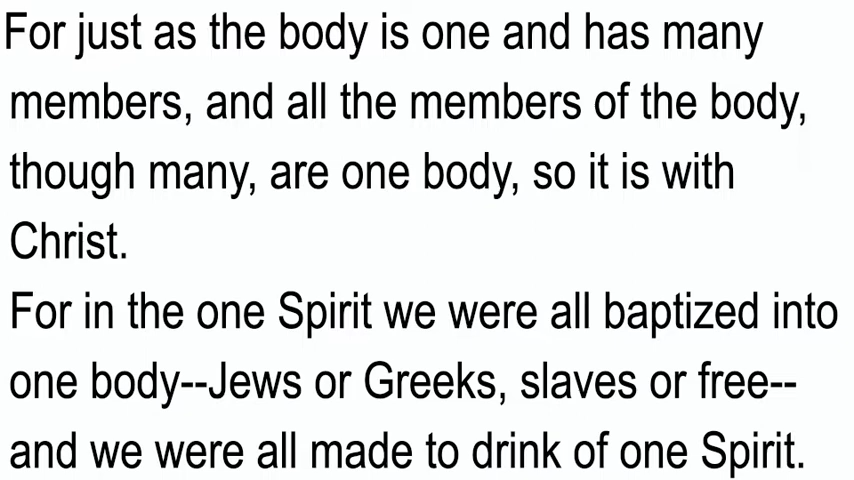 For just as the body is one and has many
members, and all the members of the body,
though many, are one body, so it is with
Christ.
For in the one Spirit we were all baptized into
one body--Jews or Greeks, slaves or free--
and we were all made to drink of one Spirit.